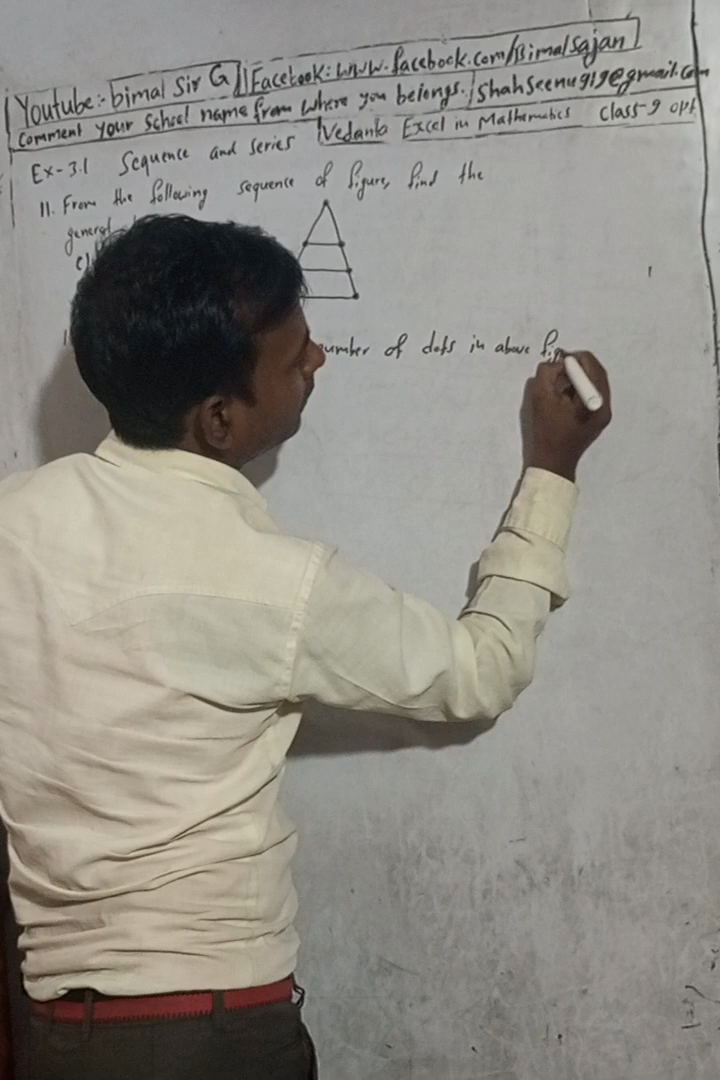 Youtube:- bimal Sir G || Facebook: www.facebook.com/Bimalsajan
Comment your School name from where you belongs. / shahseenu919@gmail.com
Ex-3.1 Sequence and series | Vedanta Excel in Mathematics Class-9 opt
11. From the following sequence of figure, find the
general
c)
number of dots in above fig